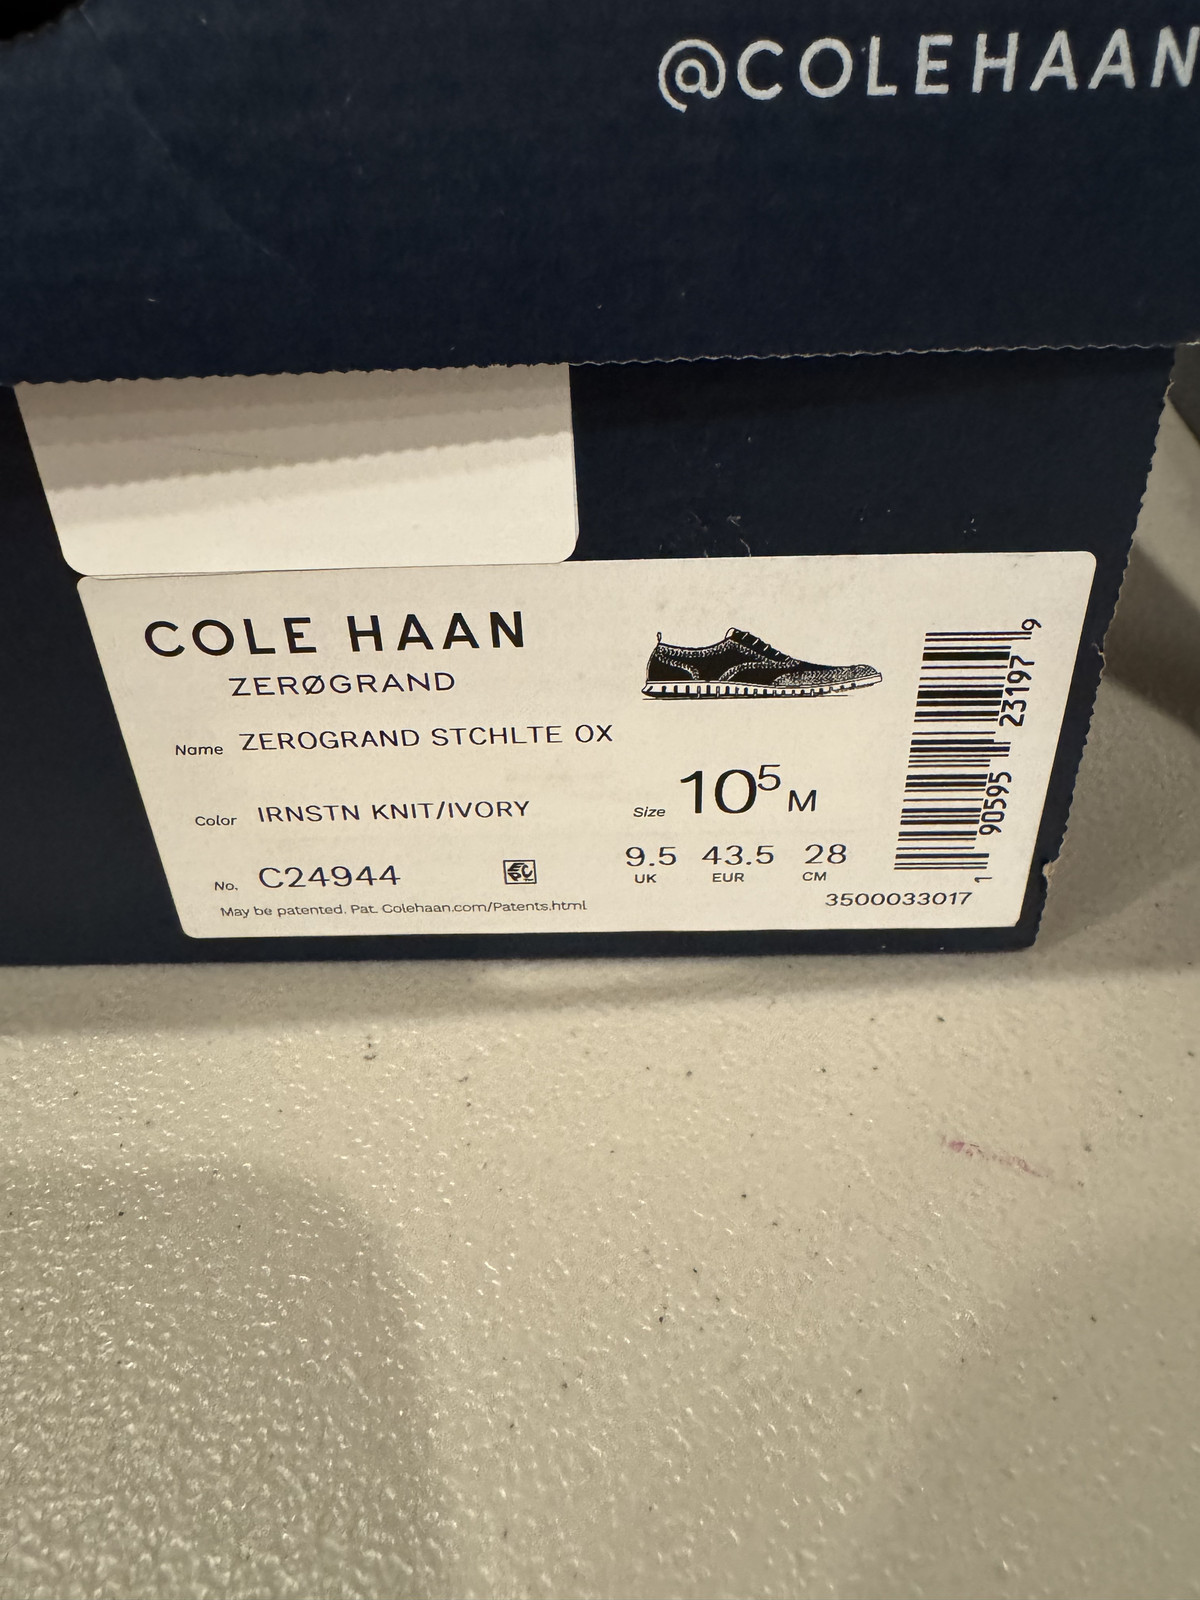 @COLEHAAN
COLE HAAN
ZERØGRAND
Name ZEROGRAND STCHLTE OX
Color IRNSTN KNIT/IVORY
Size 10⁵ M
No. C24944
9.5 43.5 28
UK EUR CM
May be patented. Pat. Colehaan.com/Patents.html
1 90595 23197 9
3500033017